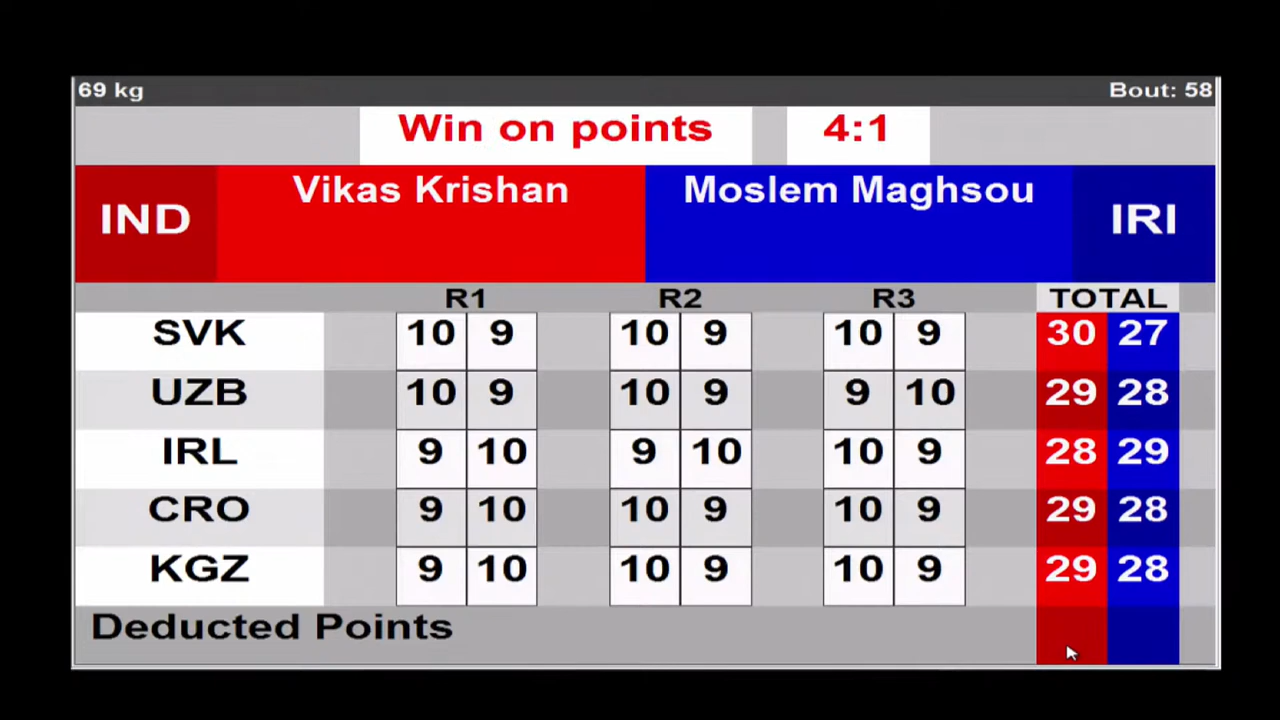 69 kg Bout: 58
Win on points 4:1
IND Vikas Krishan Moslem Maghsou IRI
R1 R2 R3 TOTAL
SVK 10 9 10 9 10 9 30 27
UZB 10 9 10 9 9 10 29 28
IRL 9 10 9 10 10 9 28 29
CRO 9 10 10 9 10 9 29 28
KGZ 9 10 10 9 10 9 29 28
Deducted Points